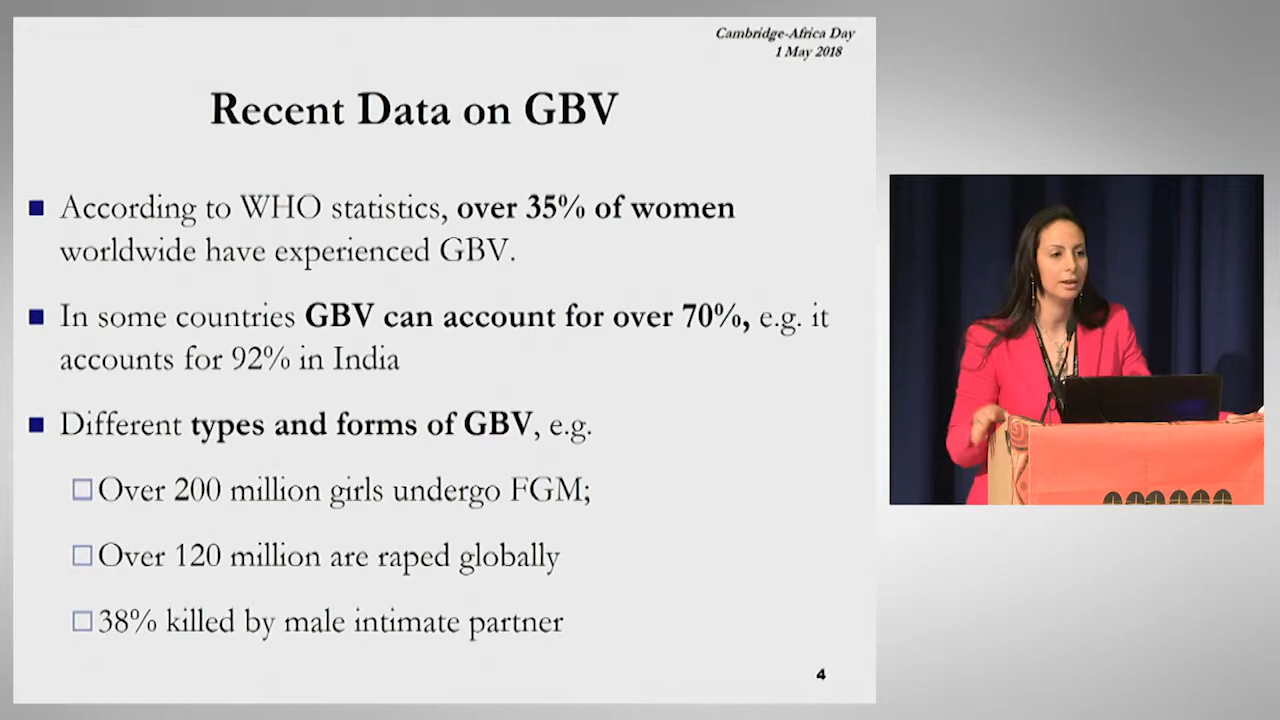 Cambridge-Africa Day
1 May 2018
Recent Data on GBV
According to WHO statistics, over 35% of women
worldwide have experienced GBV.
In some countries GBV can account for over 70%, e.g. it
accounts for 92% in India
Different types and forms of GBV, e.g.
Over 200 million girls undergo FGM;
Over 120 million are raped globally
38% killed by male intimate partner
4